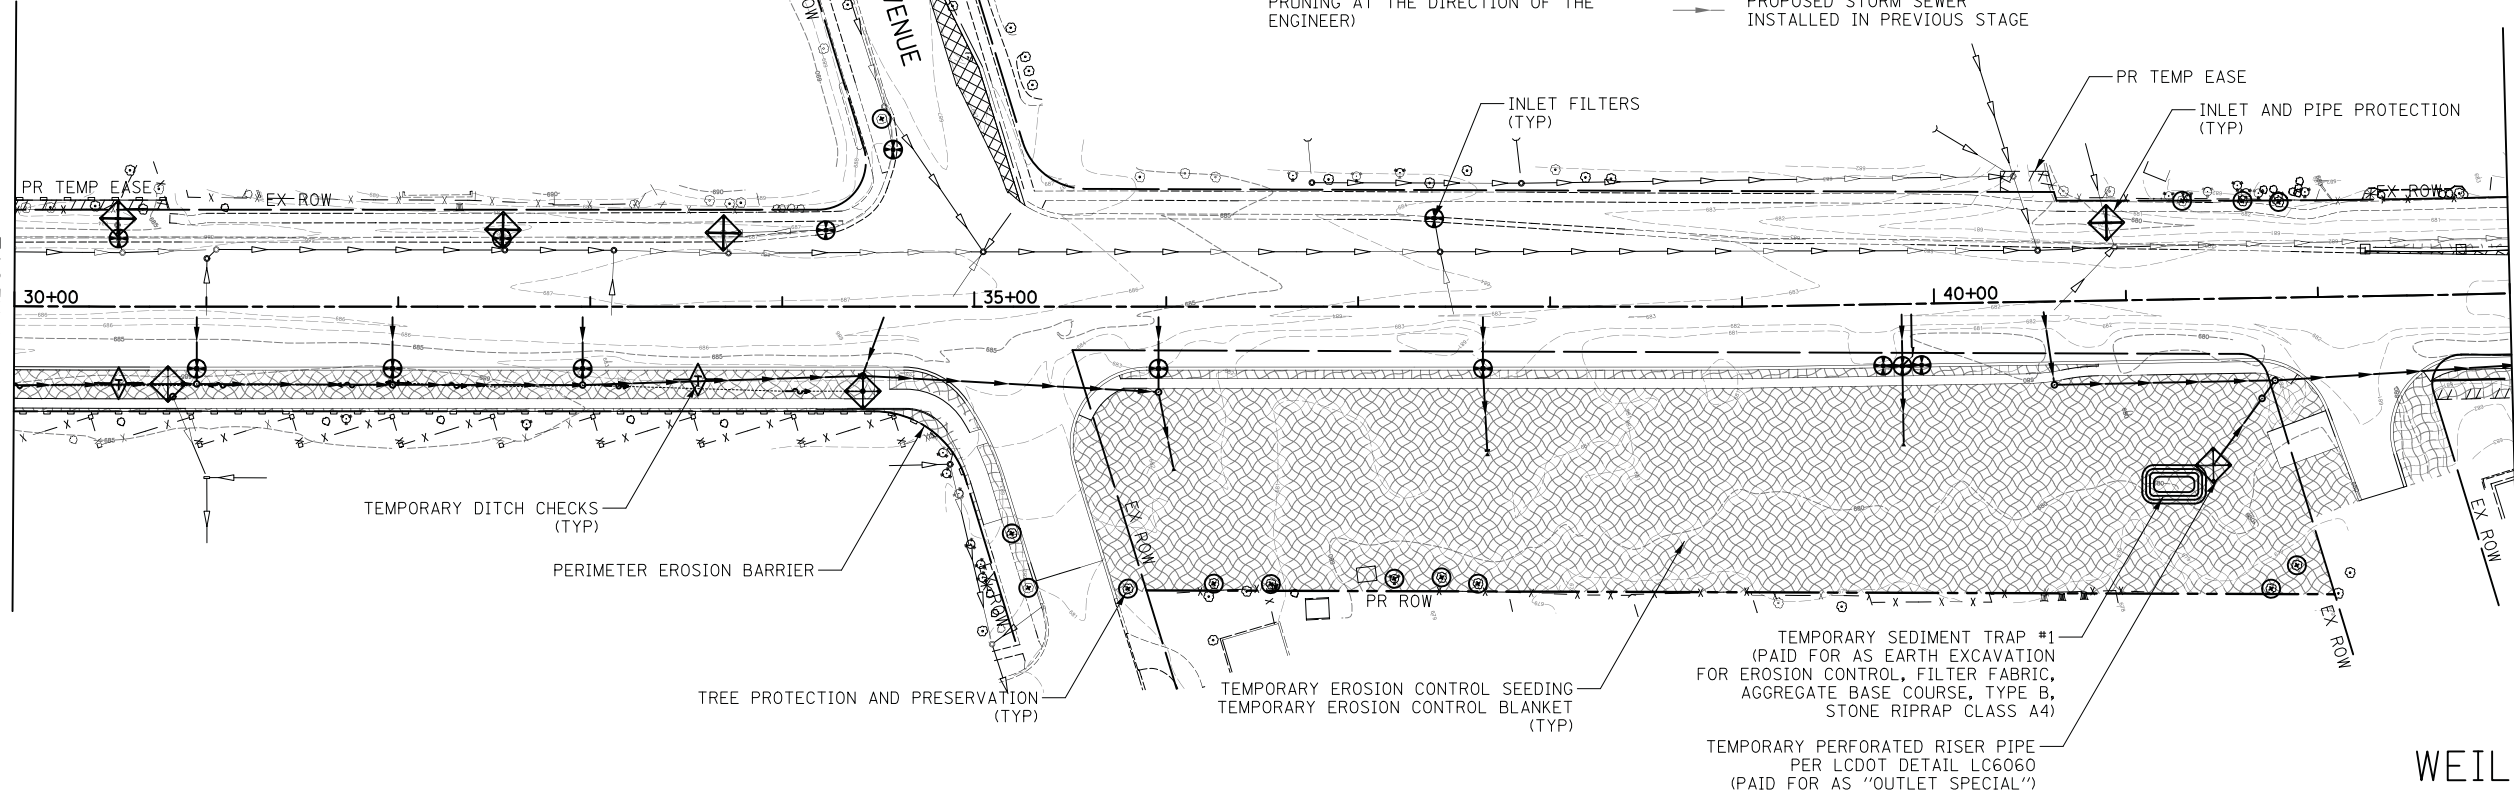 PRUNING AT THE DIRECTION OF THE
ENGINEER)
PROPOSED STORM SEWER
INSTALLED IN PREVIOUS STAGE
VENUE
OW
PR TEMP EASE
INLET FILTERS
(TYP)
INLET AND PIPE PROTECTION
(TYP)
PR TEMP EASE
EX ROW
EX ROW
30+00
35+00
40+00
TEMPORARY DITCH CHECKS
(TYP)
PERIMETER EROSION BARRIER
EX ROW
EX ROW
PR ROW
EX ROW
EX ROW
TREE PROTECTION AND PRESERVATION
(TYP)
TEMPORARY EROSION CONTROL SEEDING
TEMPORARY EROSION CONTROL BLANKET
(TYP)
TEMPORARY SEDIMENT TRAP #1
(PAID FOR AS EARTH EXCAVATION
FOR EROSION CONTROL, FILTER FABRIC,
AGGREGATE BASE COURSE, TYPE B,
STONE RIPRAP CLASS A4)
TEMPORARY PERFORATED RISER PIPE
PER LCDOT DETAIL LC6060
(PAID FOR AS "OUTLET SPECIAL")
WEIL